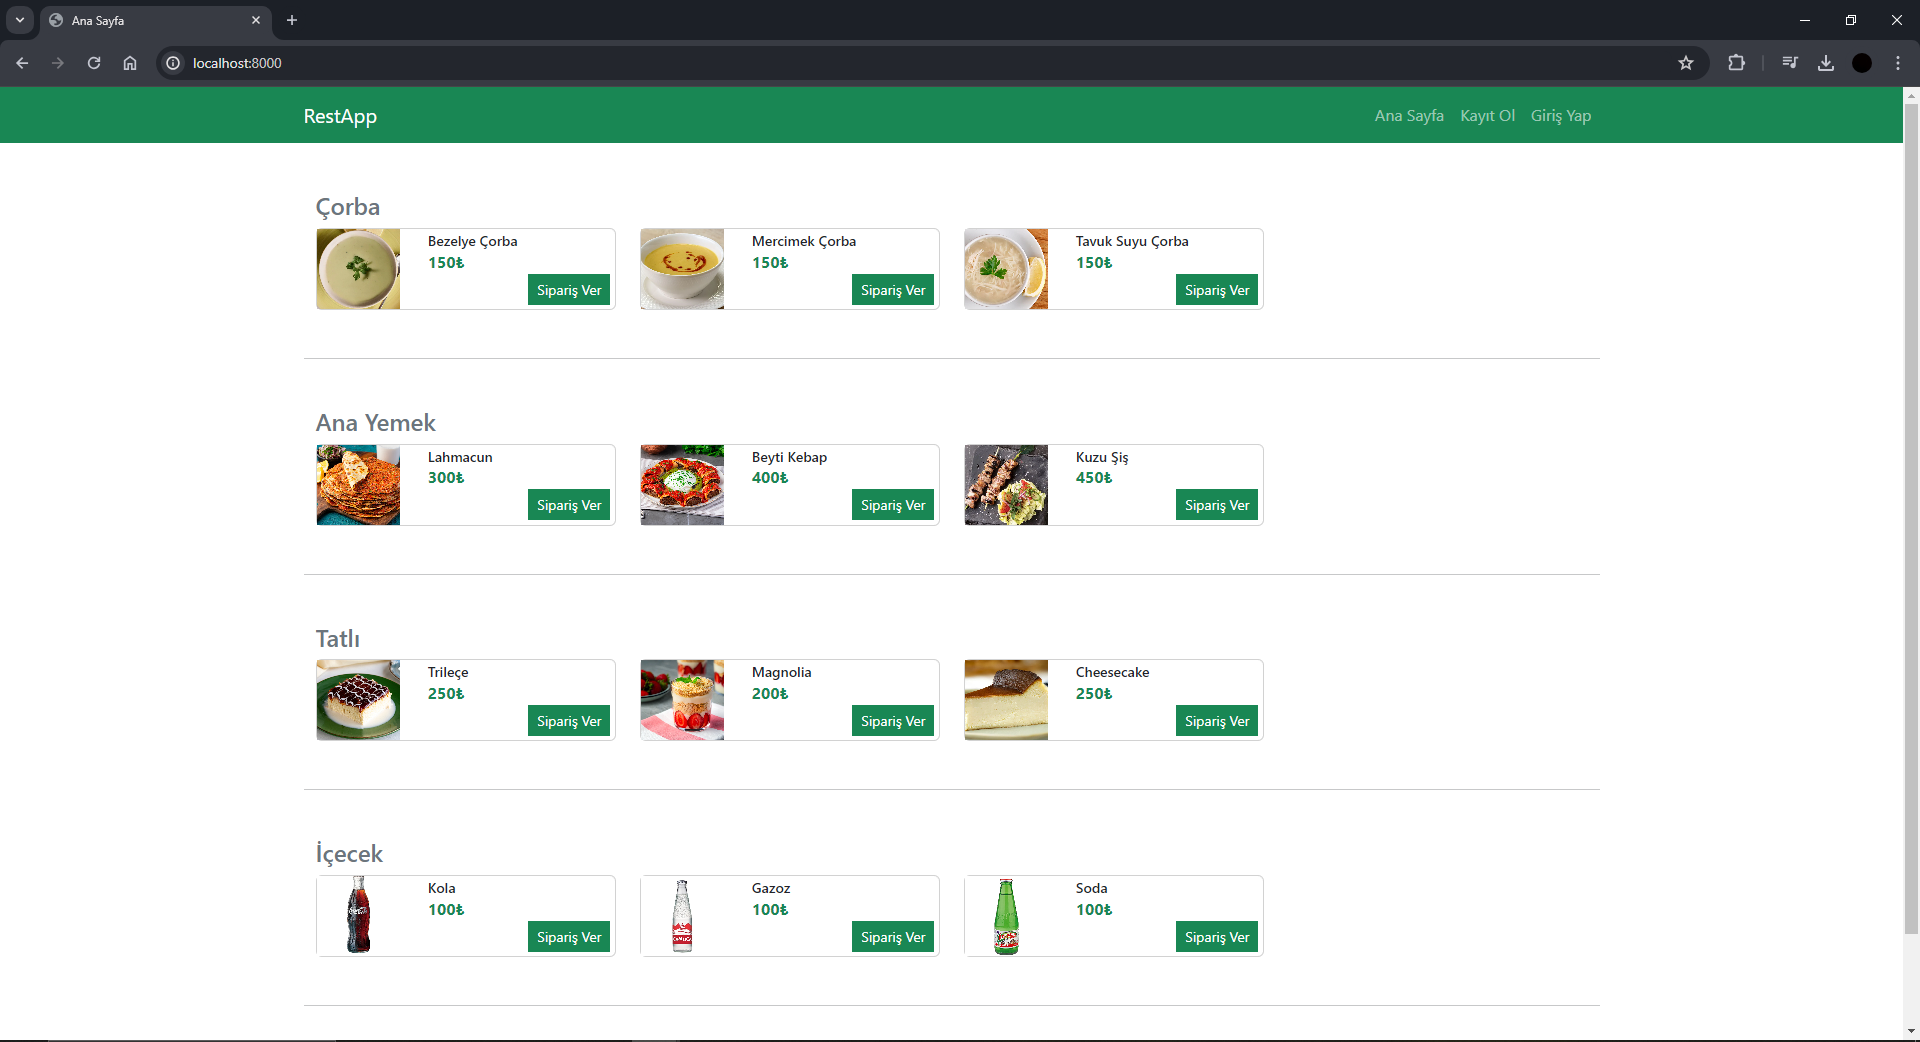 Ana Sayfa
localhost:8000
RestApp
Ana Sayfa Kayıt Ol Giriş Yap
Çorba
Bezelye Çorba
150₺
Sipariş Ver
Mercimek Çorba
150₺
Sipariş Ver
Tavuk Suyu Çorba
150₺
Sipariş Ver
Ana Yemek
Lahmacun
300₺
Sipariş Ver
Beyti Kebap
400₺
Sipariş Ver
Kuzu Şiş
450₺
Sipariş Ver
Tatlı
Trileçe
250₺
Sipariş Ver
Magnolia
200₺
Sipariş Ver
Cheesecake
250₺
Sipariş Ver
İçecek
Kola
100₺
Sipariş Ver
Gazoz
100₺
Sipariş Ver
Soda
100₺
Sipariş Ver